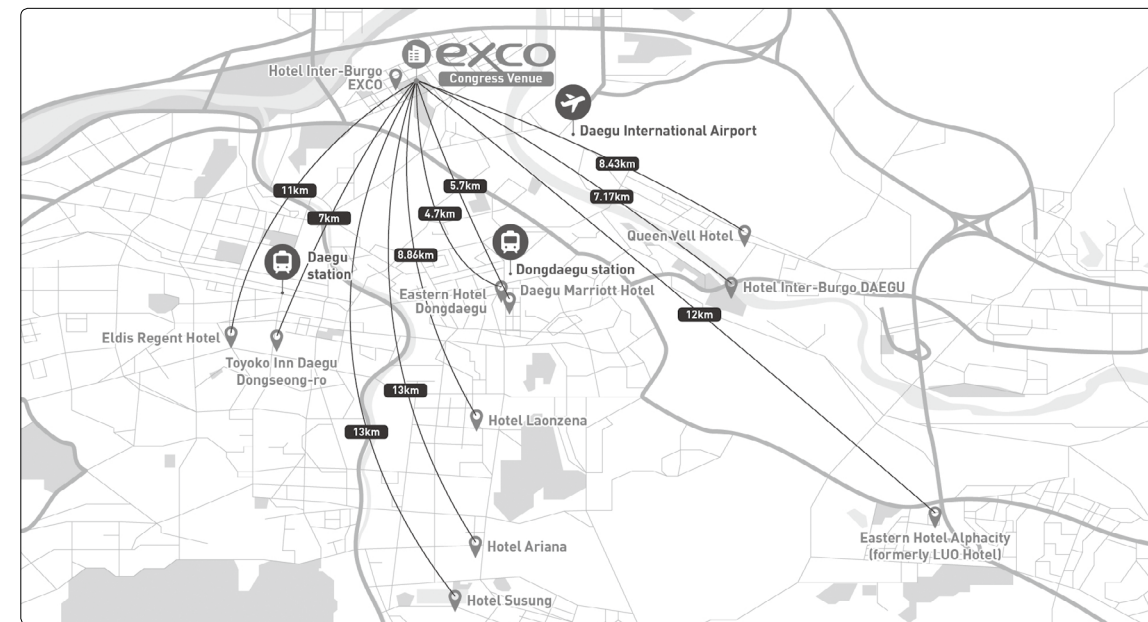 exco
Congress Venue
Hotel Inter-Burgo
EXCO
Daegu International Airport
8.43km
5.7km
11km
7.17km
4.7km
7km
Queen Vell Hotel
8.86km
Daegu
station
Dongdaegu station
Hotel Inter-Burgo DAEGU
Daegu Marriott Hotel
Eastern Hotel
Dongdaegu
12km
Eldis Regent Hotel
Toyoko Inn Daegu
Dongseong-ro
13km
Hotel Laonzena
13km
Eastern Hotel Alphacity
(formerly LUO Hotel)
Hotel Ariana
Hotel Susung